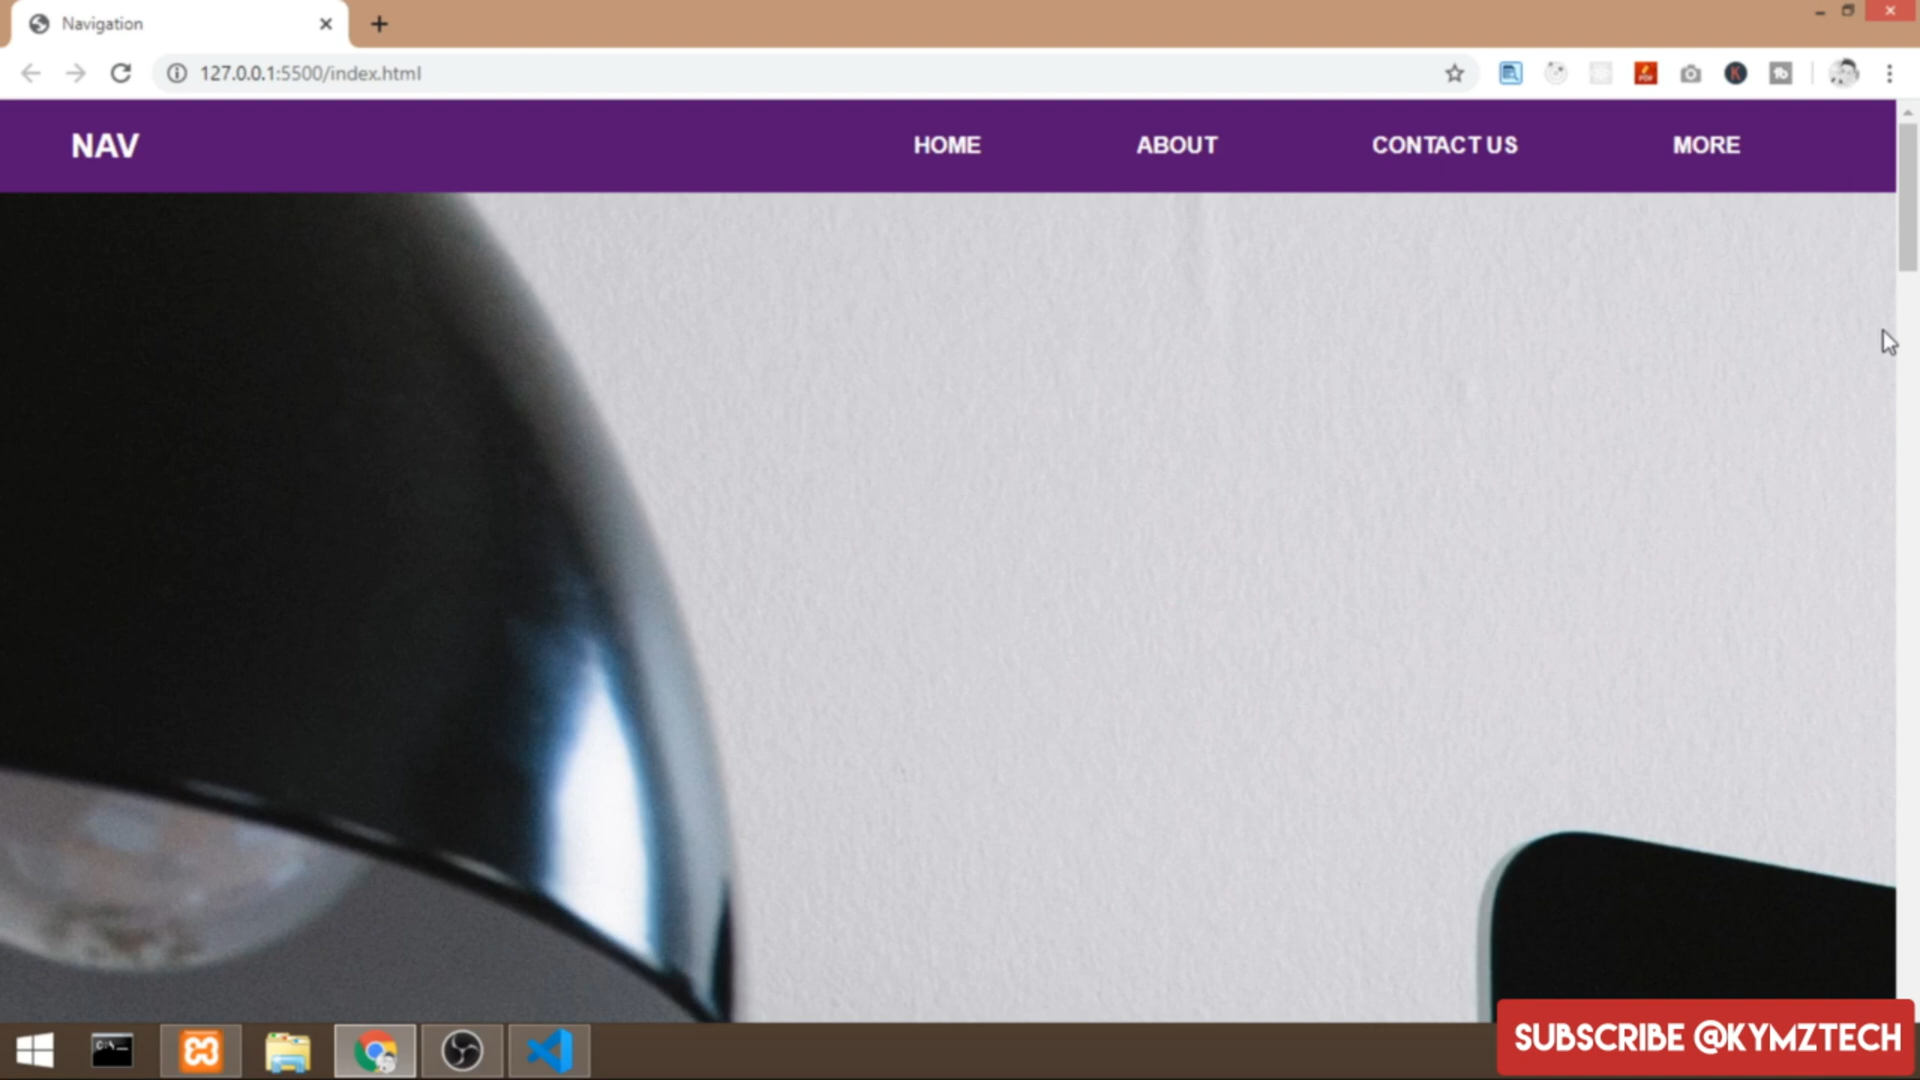 Navigation
127.0.0.1:5500/index.html
NAV
HOME
ABOUT
CONTACT US
MORE
SUBSCRIBE @KYMZTECH